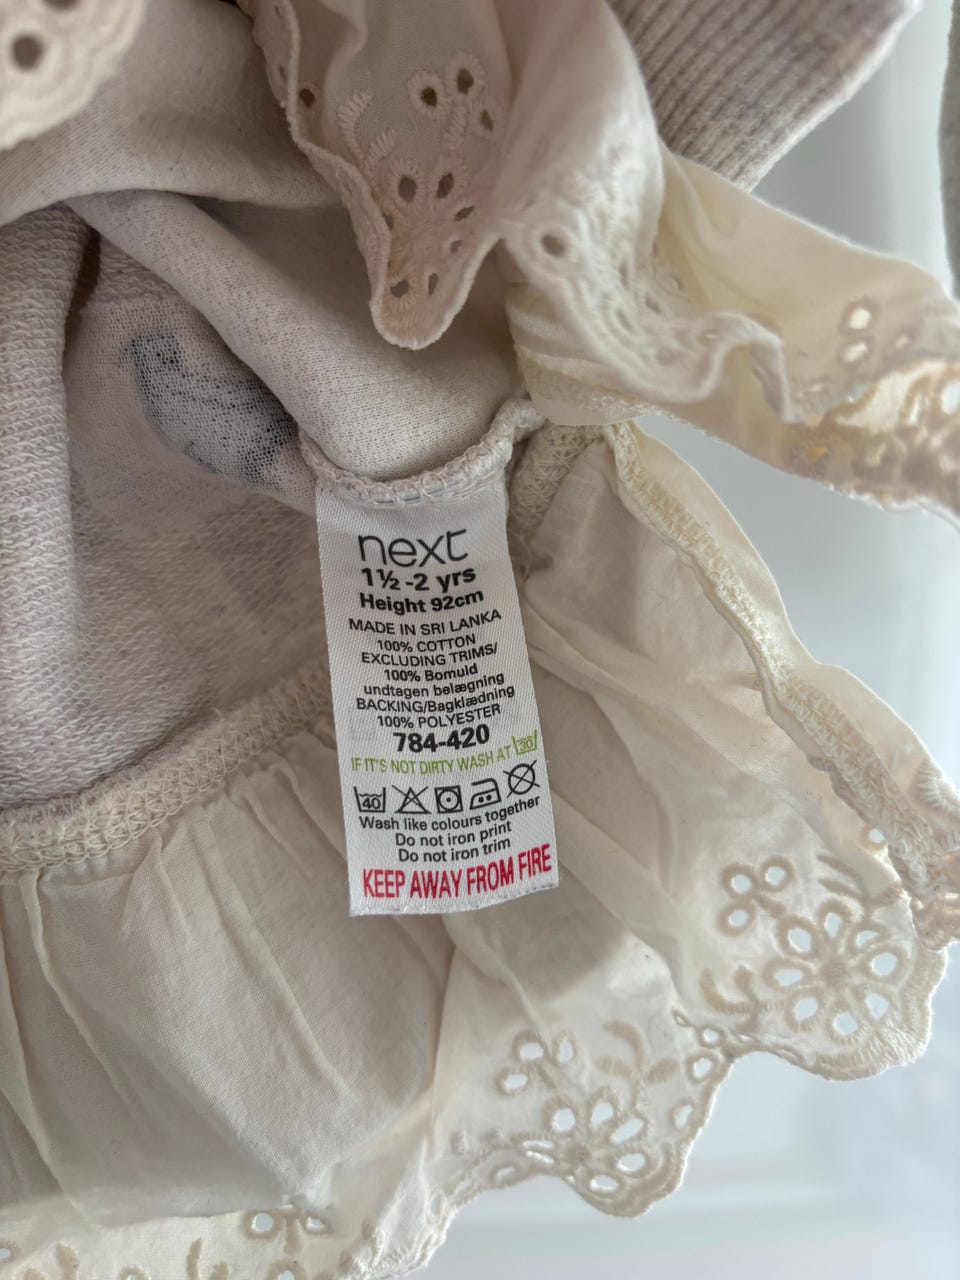 next
1½-2 yrs
Height 92cm
MADE IN SRI LANKA
100% COTTON
EXCLUDING TRIMS/
100% Bomuld
undtagen belægning
BACKING/Bagklædning
100% POLYESTER
784-420
IF IT'S NOT DIRTY WASH AT 30
40
Wash like colours together
Do not iron print
Do not iron trim
KEEP AWAY FROM FIRE